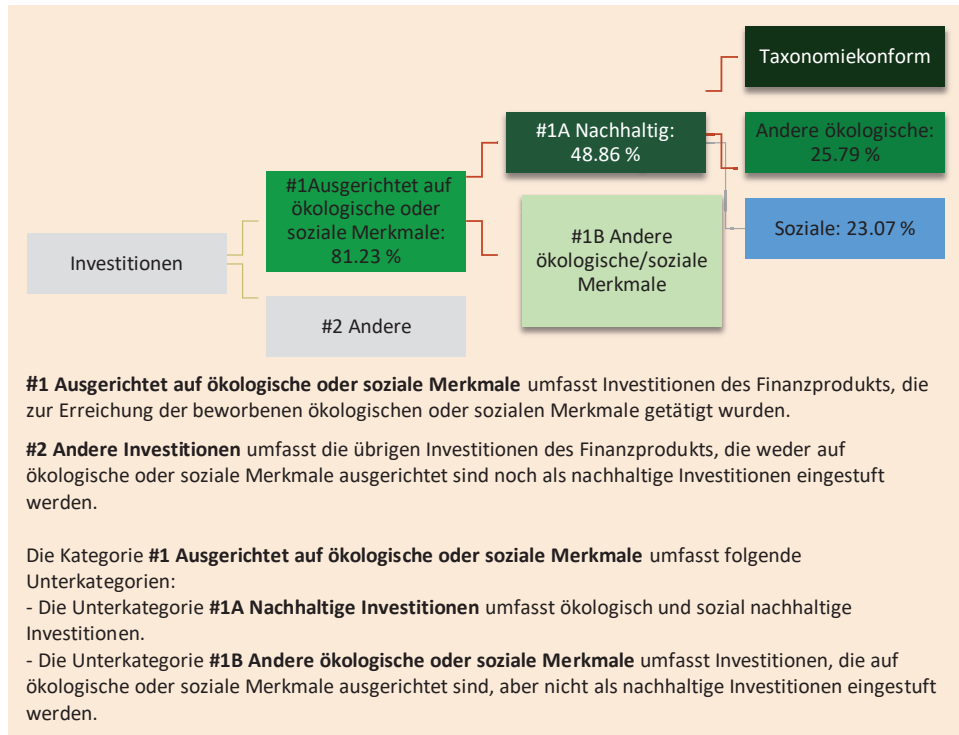 Taxonomiekonform
#1A Nachhaltig:
48.86 %
Andere ökologische:
25.79 %
#1Ausgerichtet auf
ökologische oder
soziale Merkmale:
81.23 %
#1B Andere
ökologische/soziale
Merkmale
Soziale: 23.07 %
Investitionen
#2 Andere
#1 Ausgerichtet auf ökologische oder soziale Merkmale umfasst Investitionen des Finanzprodukts, die
zur Erreichung der beworbenen ökologischen oder sozialen Merkmale getätigt wurden.
#2 Andere Investitionen umfasst die übrigen Investitionen des Finanzprodukts, die weder auf
ökologische oder soziale Merkmale ausgerichtet sind noch als nachhaltige Investitionen eingestuft
werden.
Die Kategorie #1 Ausgerichtet auf ökologische oder soziale Merkmale umfasst folgende
Unterkategorien:
- Die Unterkategorie #1A Nachhaltige Investitionen umfasst ökologisch und sozial nachhaltige
Investitionen.
- Die Unterkategorie #1B Andere ökologische oder soziale Merkmale umfasst Investitionen, die auf
ökologische oder soziale Merkmale ausgerichtet sind, aber nicht als nachhaltige Investitionen eingestuft
werden.